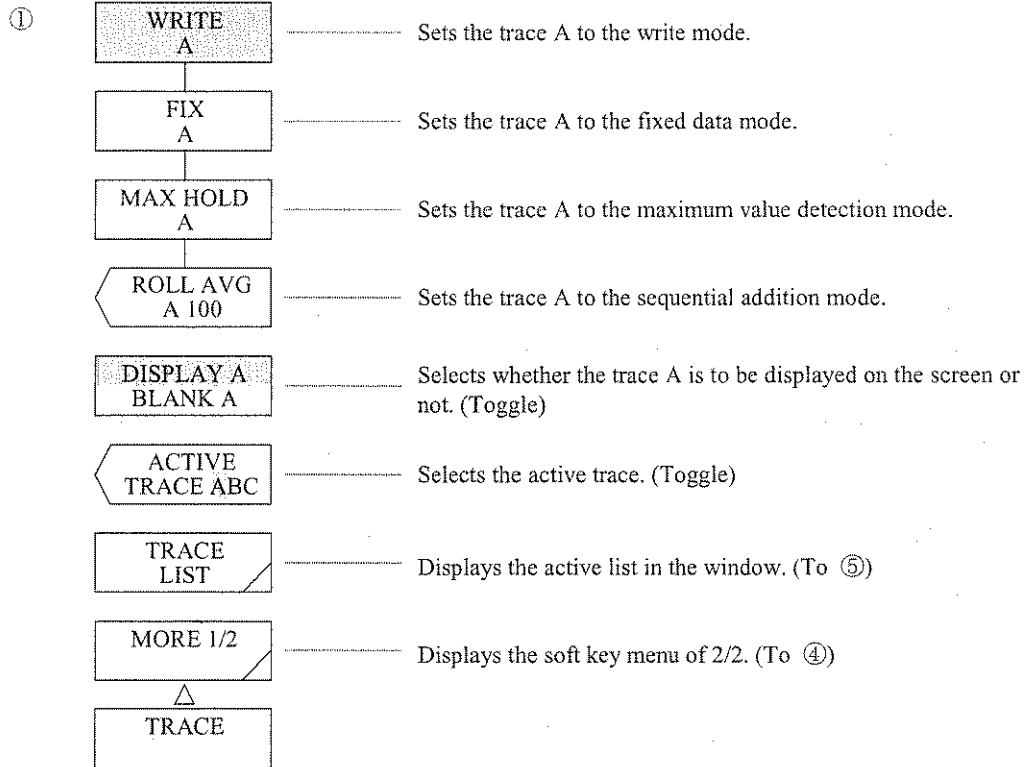 ①
WRITE
A
Sets the trace A to the write mode.
FIX
A
Sets the trace A to the fixed data mode.
MAX HOLD
A
Sets the trace A to the maximum value detection mode.
ROLL AVG
A 100
Sets the trace A to the sequential addition mode.
DISPLAY A
BLANK A
Selects whether the trace A is to be displayed on the screen or
not. (Toggle)
ACTIVE
TRACE ABC
Selects the active trace. (Toggle)
TRACE
LIST
Displays the active list in the window. (To ⑤)
MORE 1/2
Displays the soft key menu of 2/2. (To ④)
TRACE